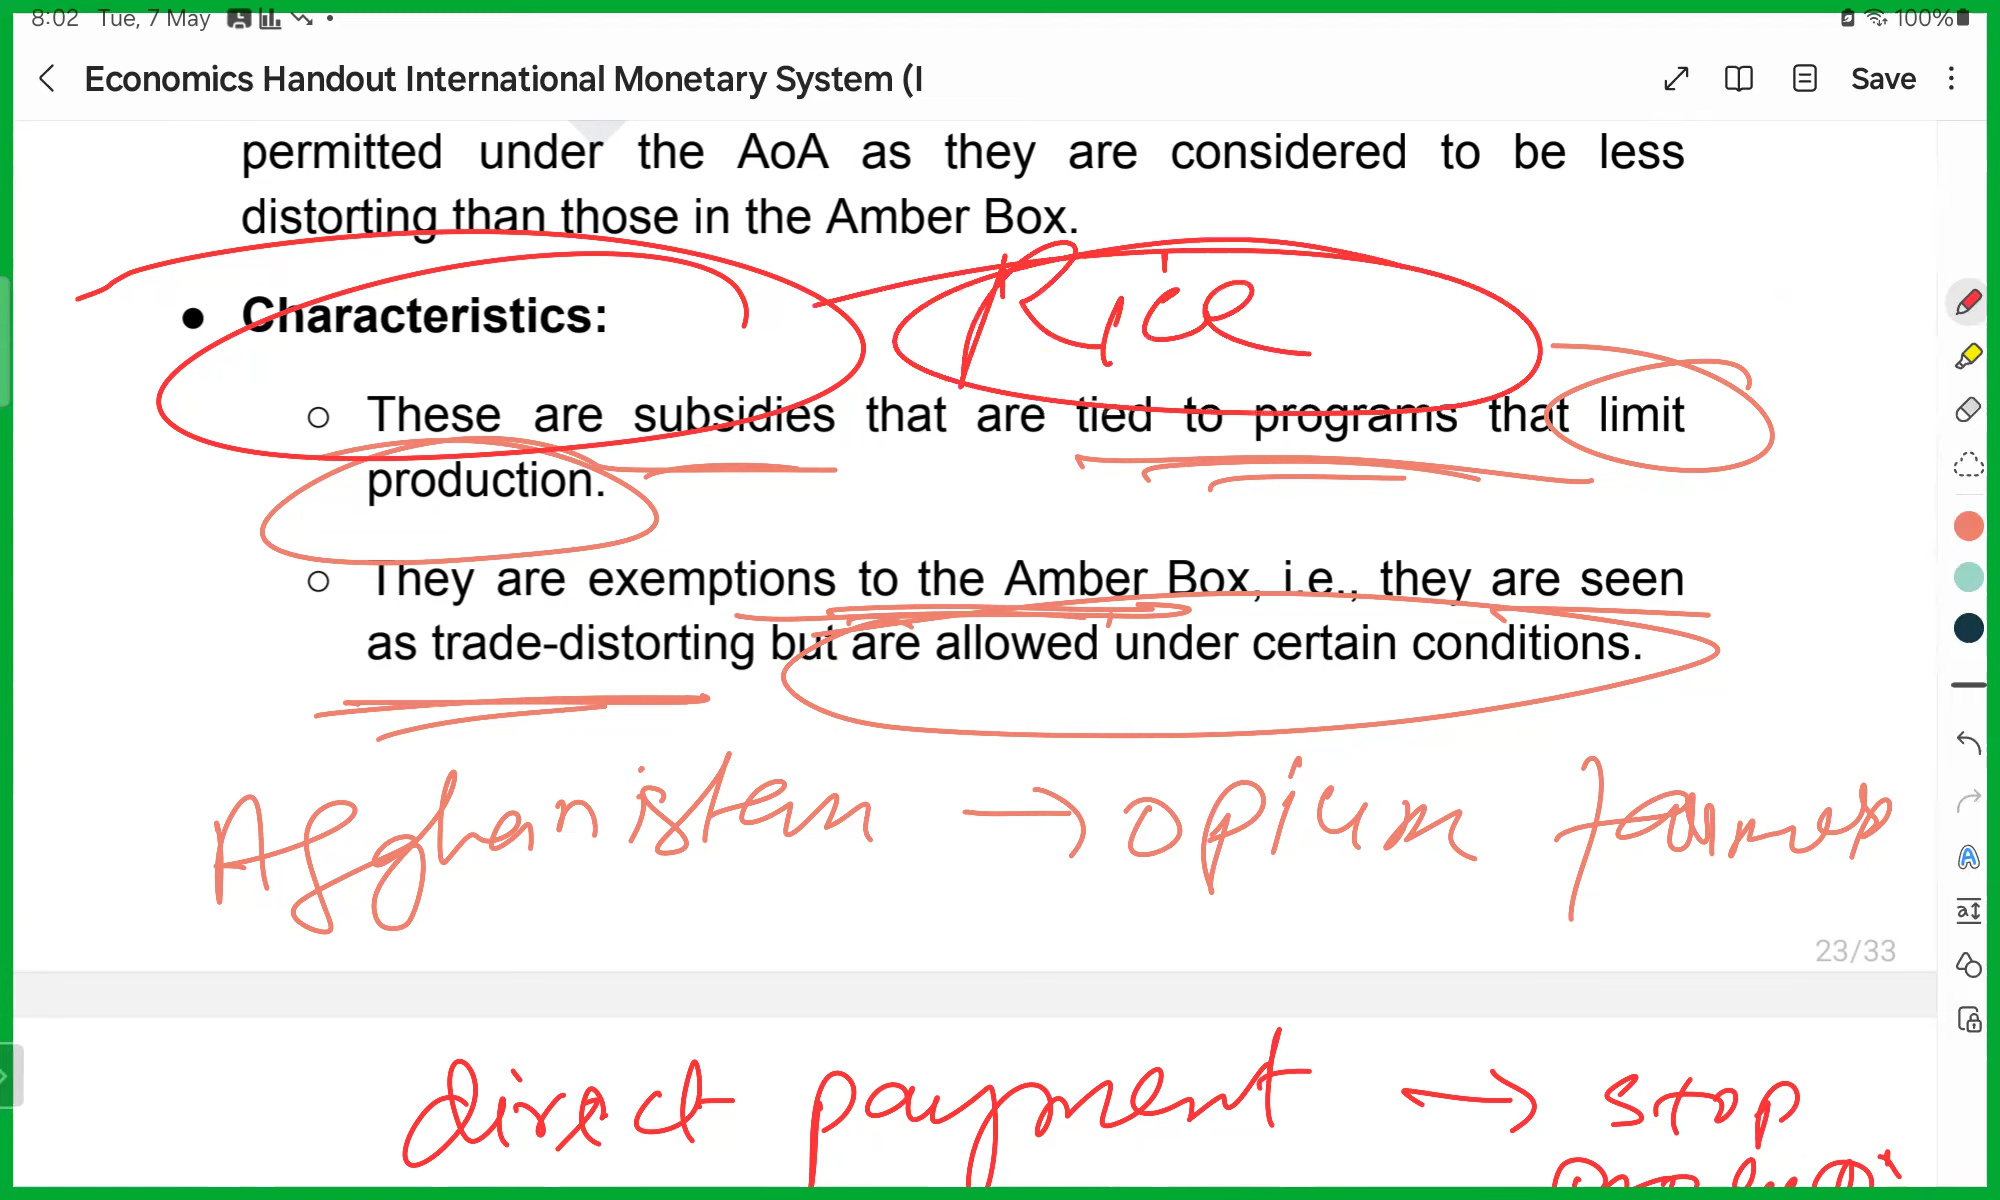 8:02 Tue, 7 May 100%
Economics Handout International Monetary System (I Save
permitted under the AoA as they are considered to be less
distorting than those in the Amber Box.
Rice
● Characteristics:
○ These are subsidies that are tied to programs that limit
production.
○ They are exemptions to the Amber Box, i.e., they are seen
as trade-distorting but are allowed under certain conditions.
Afghanistan → opium farmers
23/33
direct payment → stop